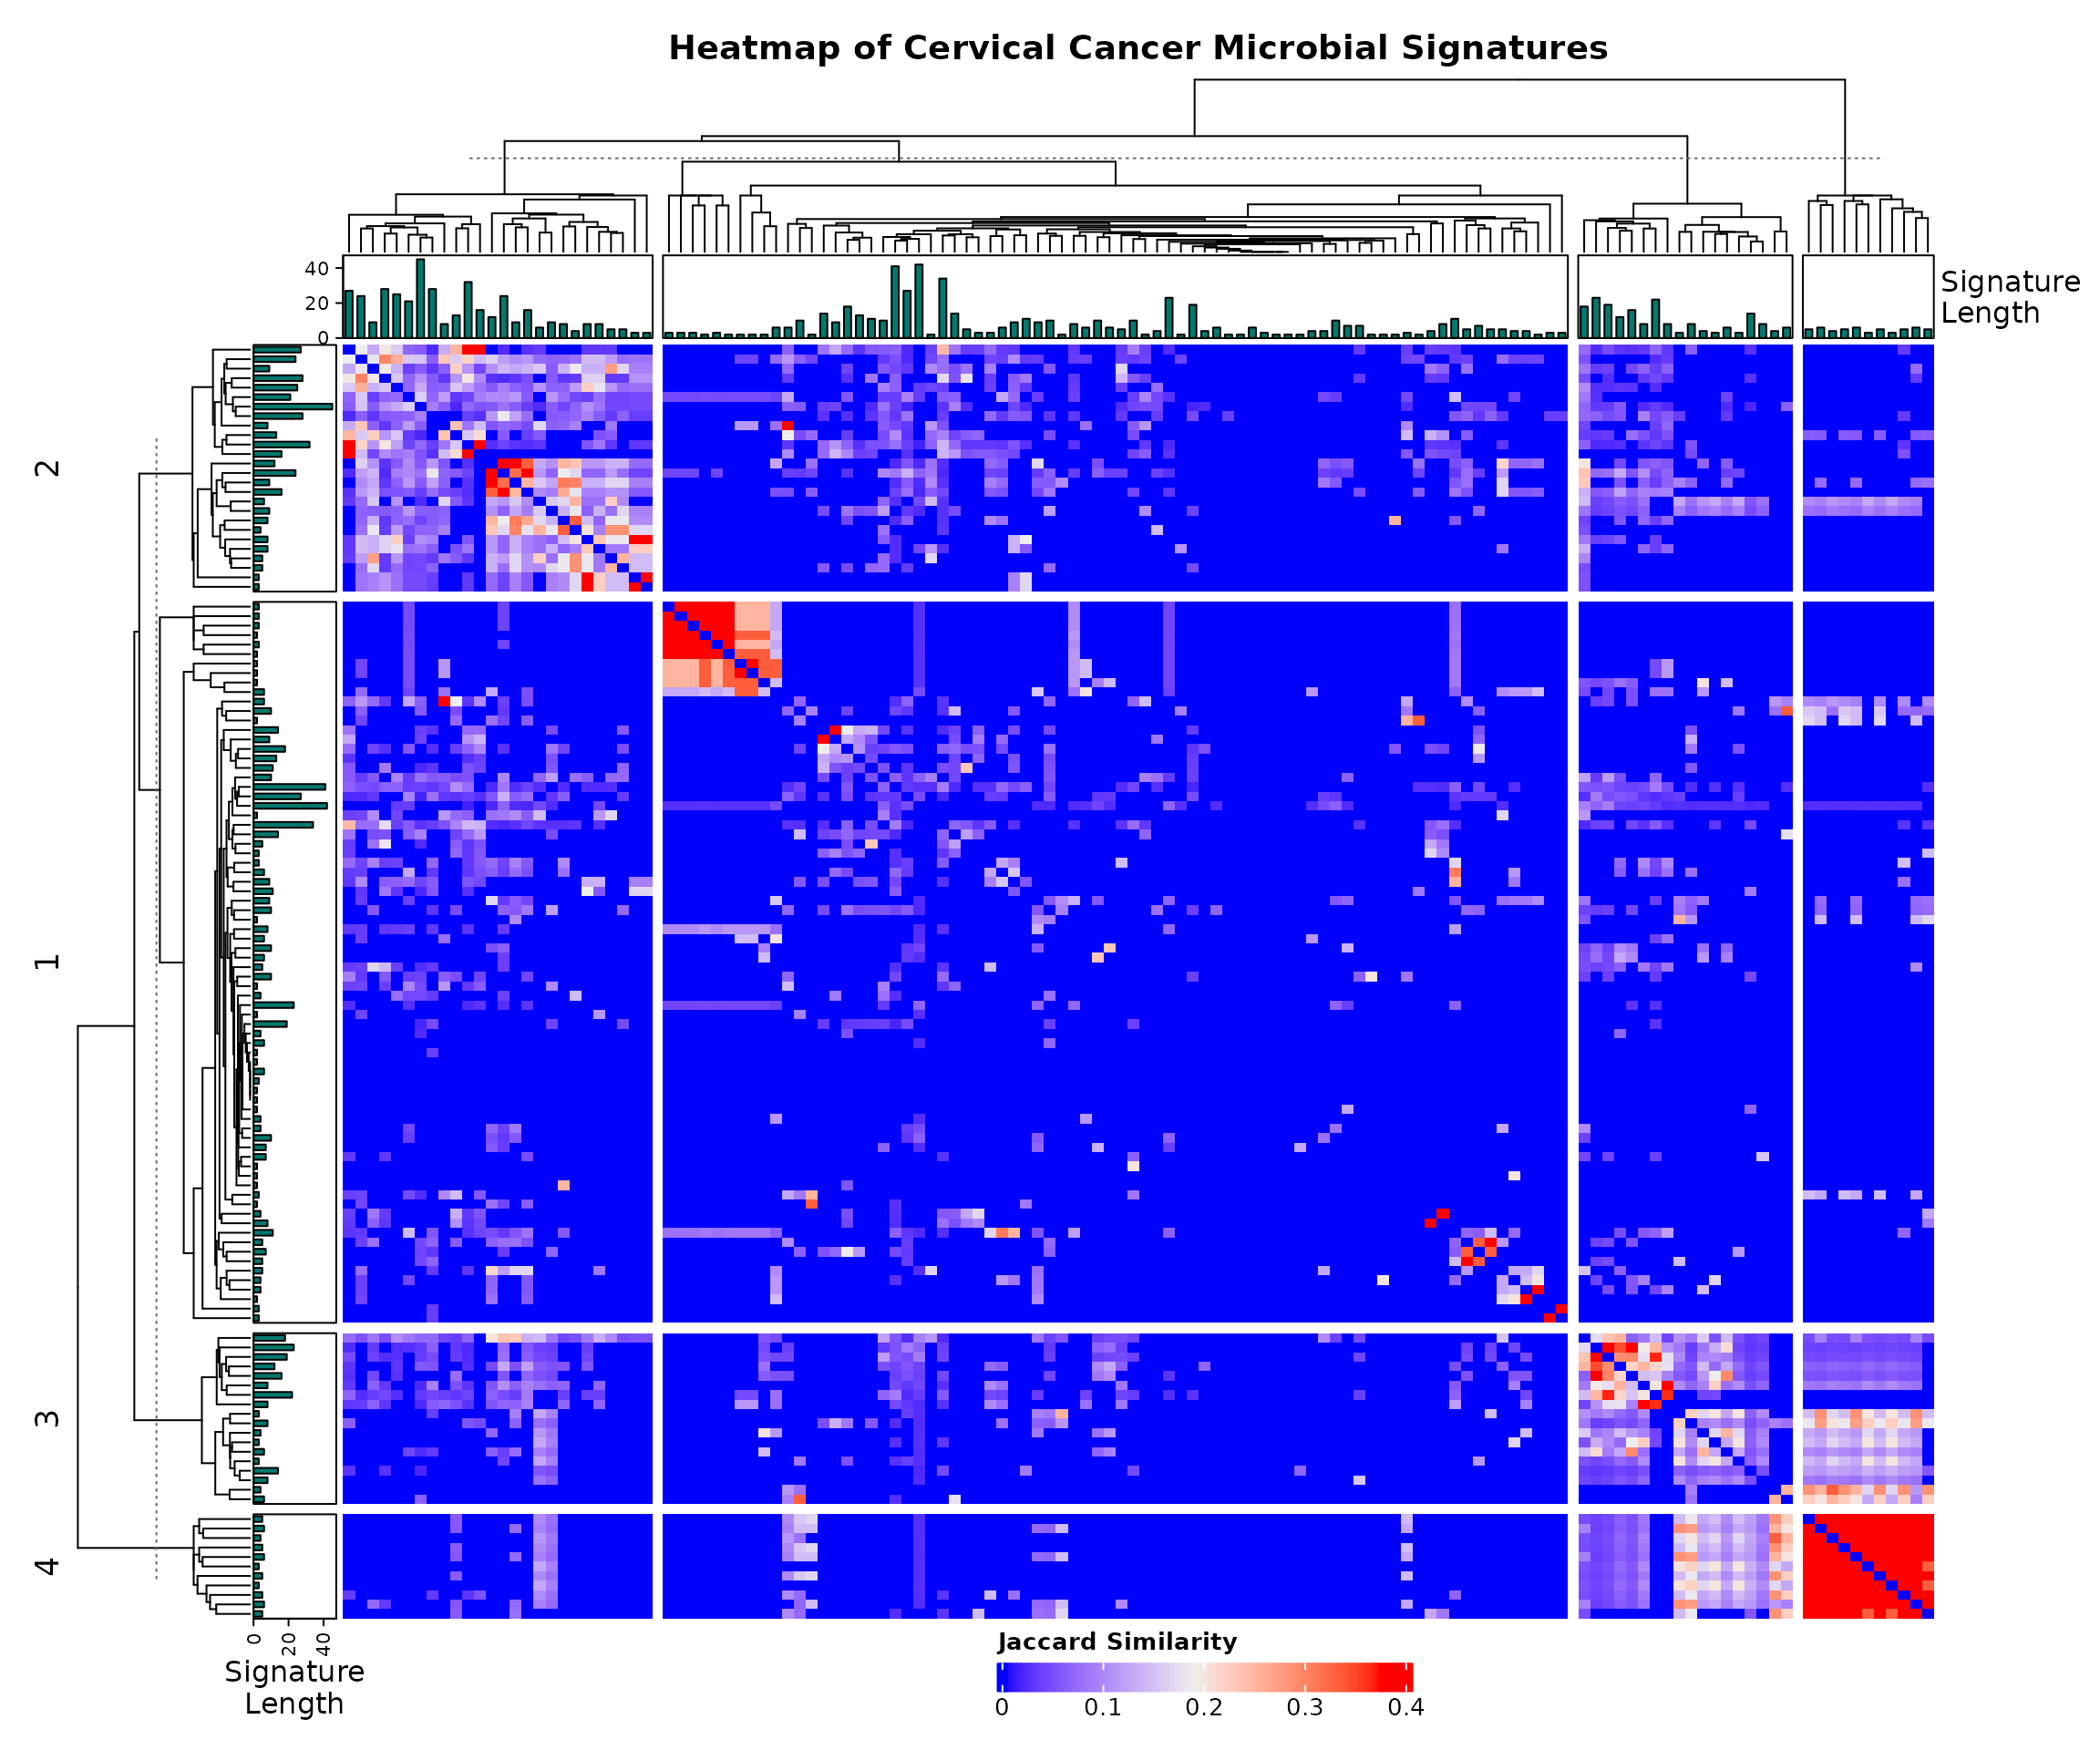 Heatmap of Cervical Cancer Microbial Signatures
40
20
0
Signature
Length
2
1
3
4
0 20 40
Signature
Length
Jaccard Similarity
0 0.1 0.2 0.3 0.4